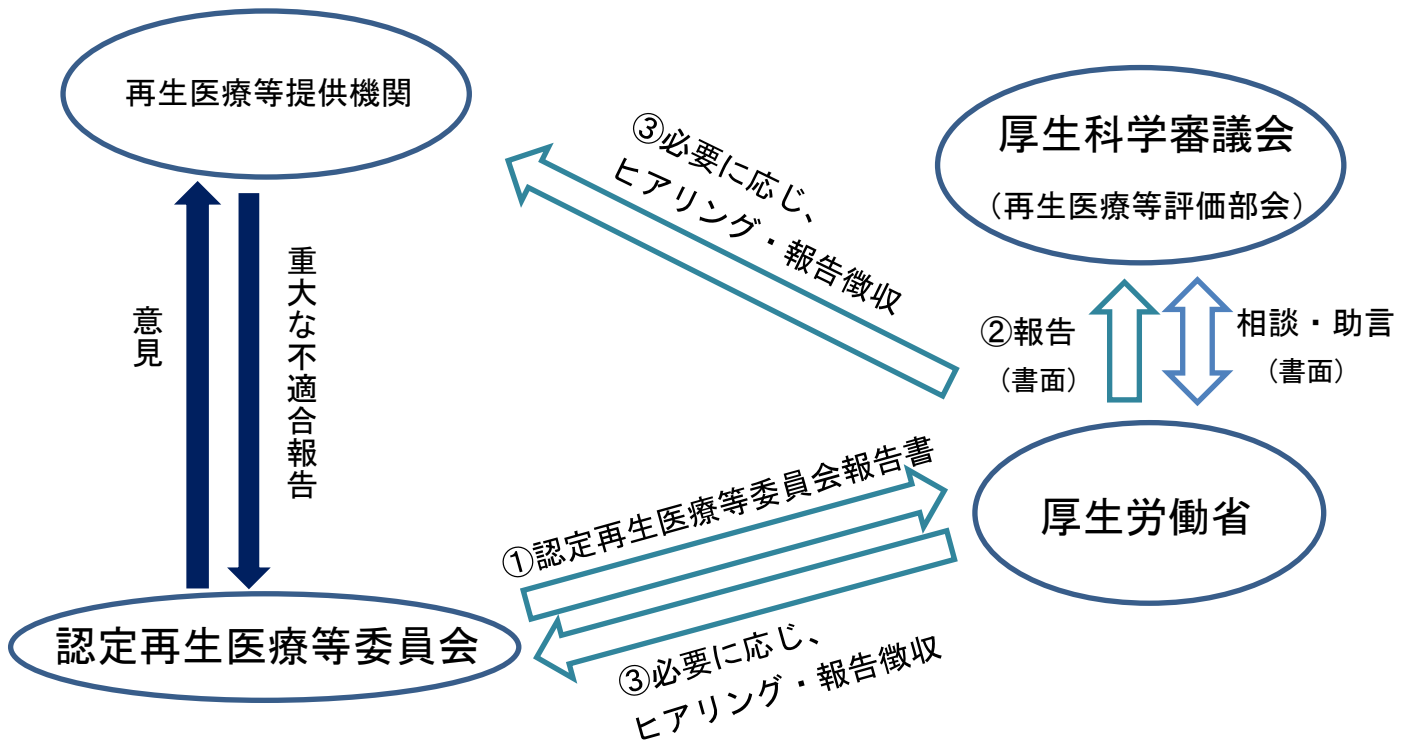 再生医療等提供機関
厚生科学審議会
（再生医療等評価部会）
③必要に応じ、
ヒアリング・報告徴収
意見
重大な不適合報告
②報告
（書面）
相談・助言
（書面）
①認定再生医療等委員会報告書
厚生労働省
認定再生医療等委員会
③必要に応じ、
ヒアリング・報告徴収